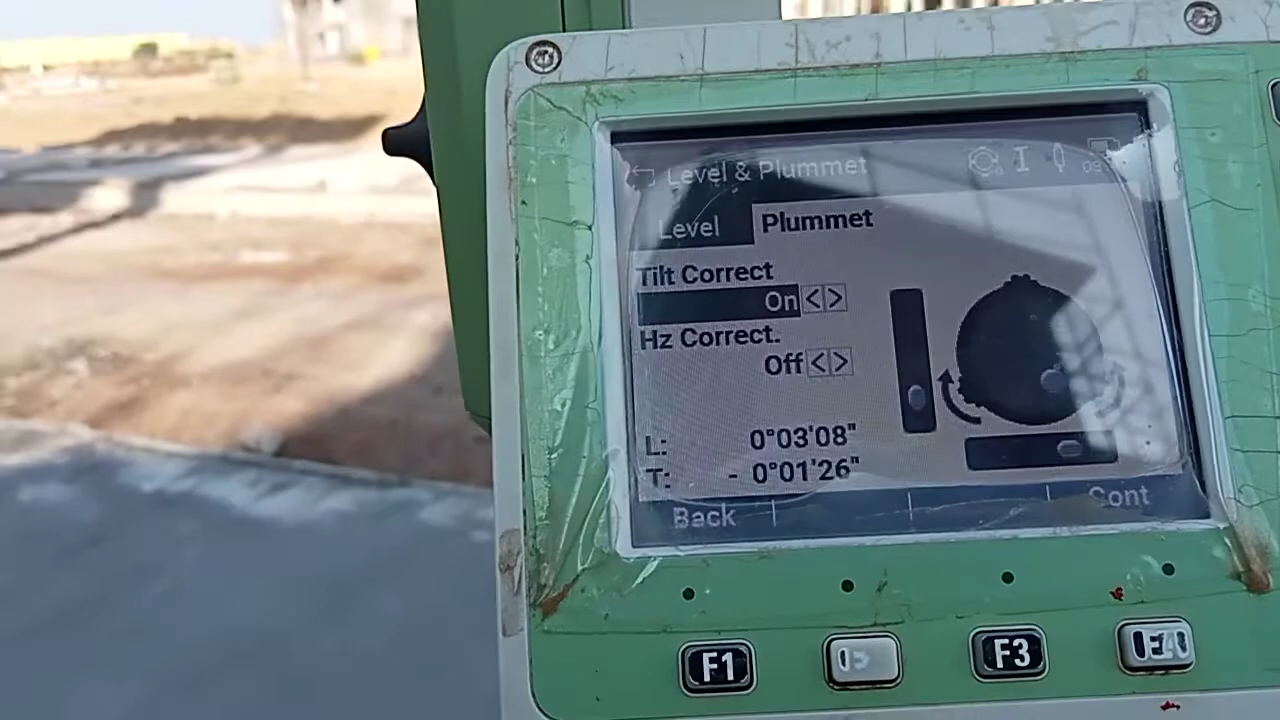 Level & Plummet
Level Plummet
Tilt Correct
On
Hz Correct.
Off
L: 0°03'08"
T: - 0°01'26"
Back Cont
F1 F3